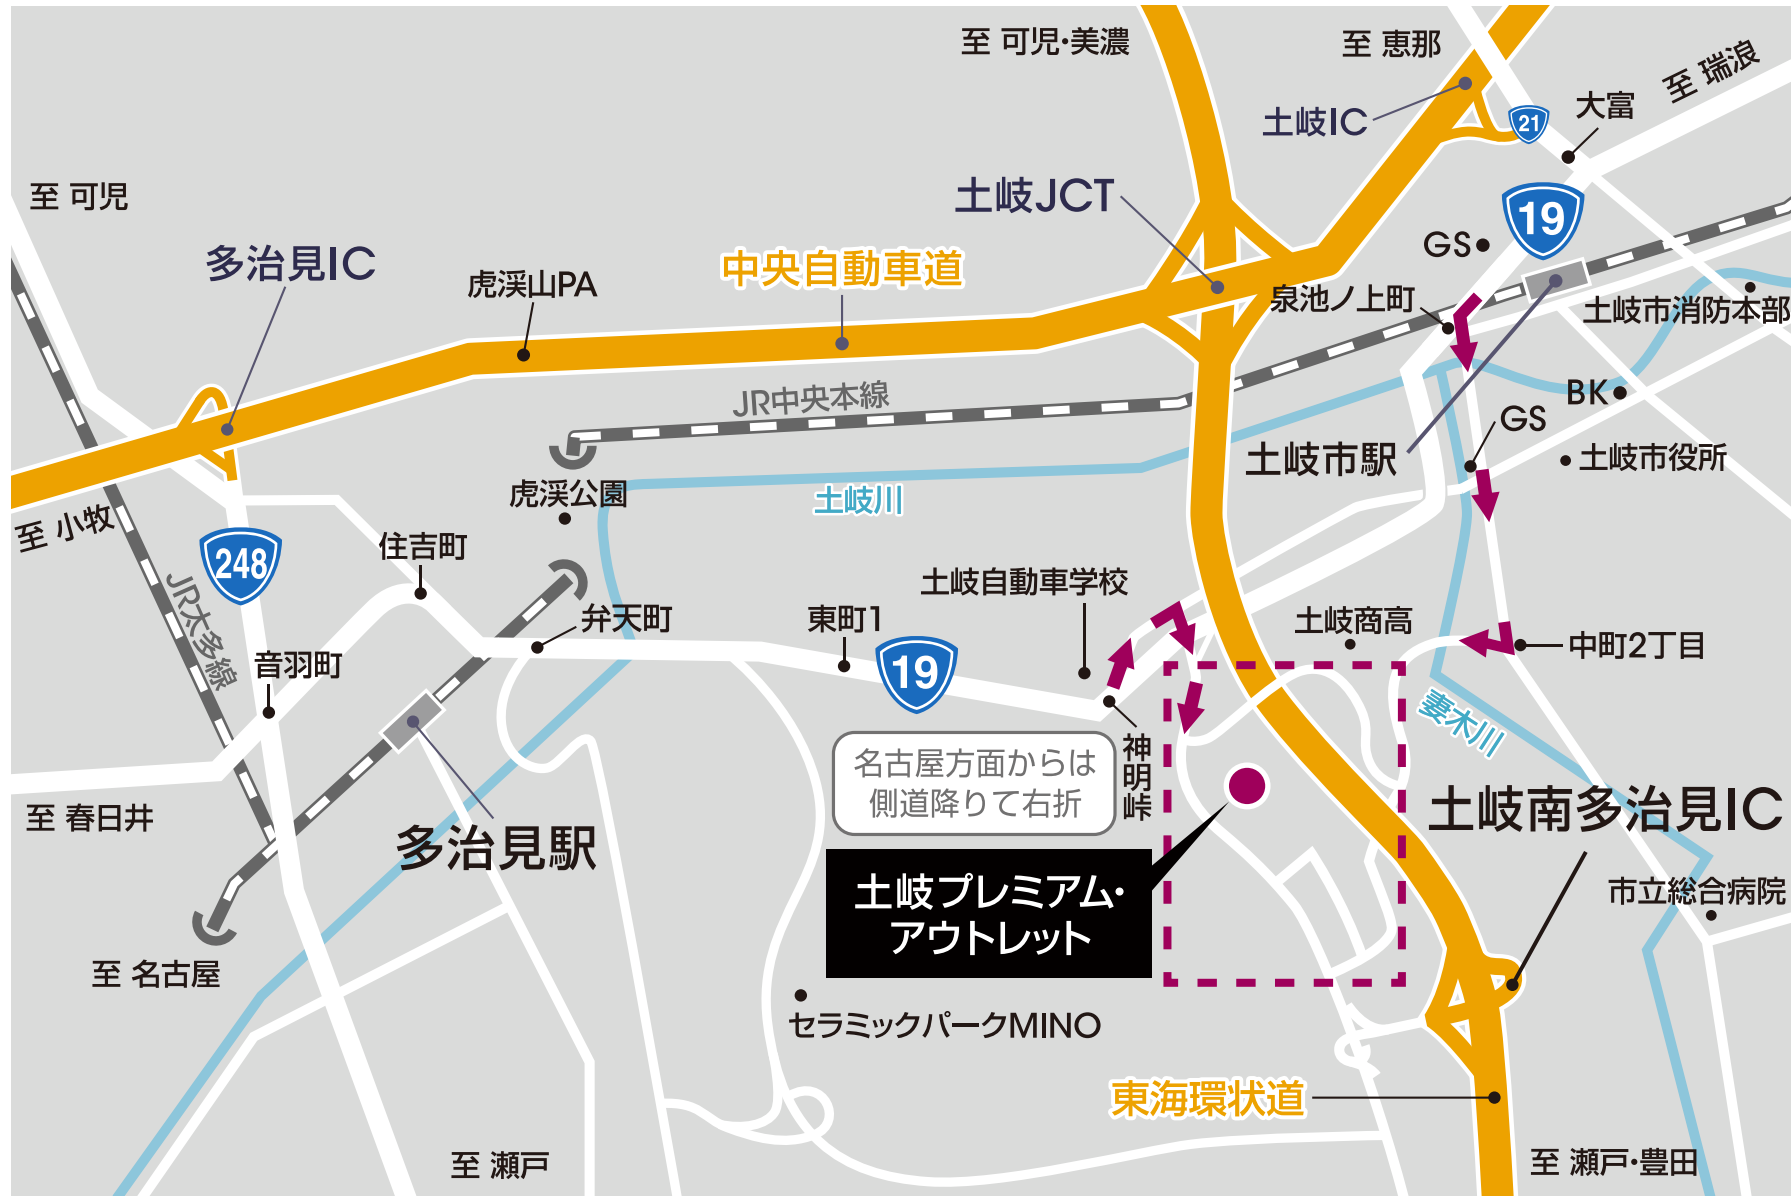 至 可児･美濃
至 恵那
至 瑞浪
大富
土岐IC
21
至 可児
土岐JCT
19
GS
多治見IC
虎渓山PA
中央自動車道
泉池ノ上町
土岐市消防本部
JR中央本線
BK
GS
土岐市駅
土岐市役所
虎渓公園
土岐川
至 小牧
248
住吉町
JR太多線
弁天町
東町1
土岐自動車学校
土岐商高
中町2丁目
音羽町
19
妻木川
神明峠
名古屋方面からは
側道降りて右折
至 春日井
多治見駅
土岐南多治見IC
土岐プレミアム･
アウトレット
市立総合病院
至 名古屋
セラミックパークMINO
東海環状道
至 瀬戸
至 瀬戸･豊田